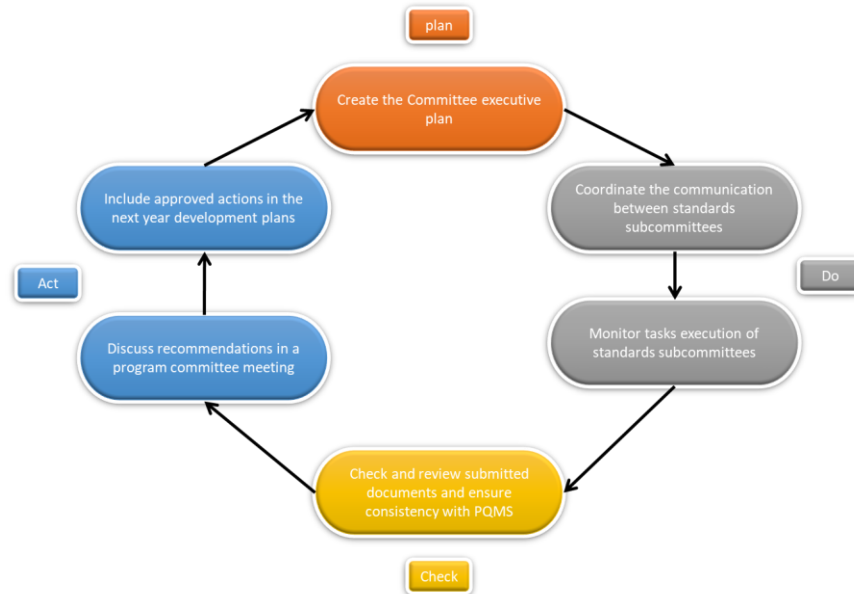 plan
Create the Committee executive
plan
Include approved actions in the
next year development plans
Coordinate the communication
between standards
subcommittees
Act
Do
Discuss recommendations in a
program committee meeting
Monitor tasks execution of
standards subcommittees
Check and review submitted
documents and ensure
consistency with PQMS
Check